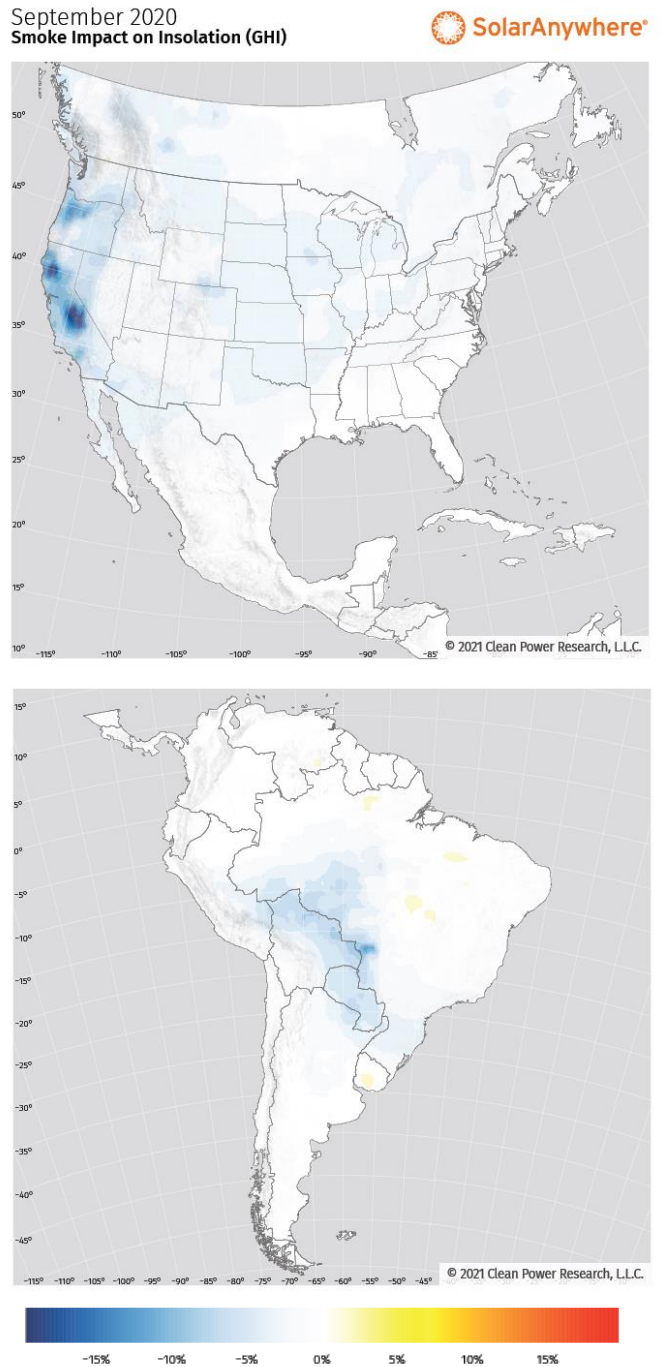 September 2020
Smoke Impact on Insolation (GHI)
SolarAnywhere®
50°
45°
40°
35°
30°
25°
20°
15°
10°
-115° -110° -105° -100° -95° -90° -85°
© 2021 Clean Power Research, L.L.C.
15°
10°
5°
0°
-5°
-10°
-15°
-20°
-25°
-30°
-35°
-40°
-45°
-115° -110° -105° -100° -95° -90° -85° -80° -75° -70° -65° -60° -55° -50° -45°
© 2021 Clean Power Research, L.L.C.
-15% -10% -5% 0% 5% 10% 15%